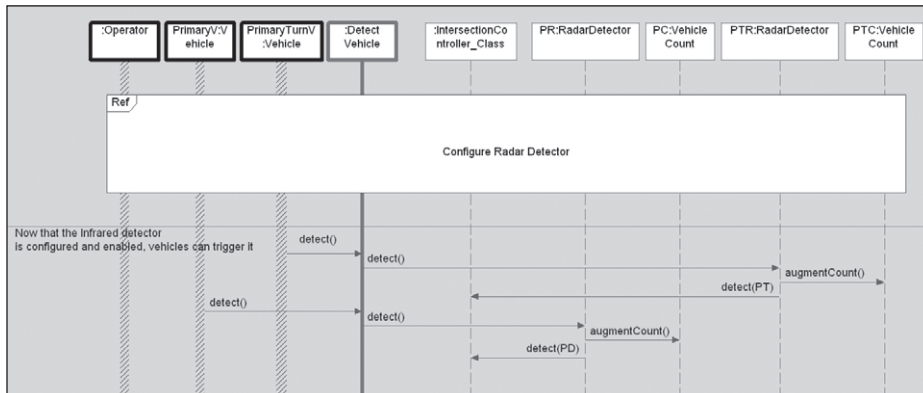 :Operator
PrimaryV:V
ehicle
PrimaryTurnV
:Vehicle
:Detect
Vehicle
:IntersectionCo
ntroller_Class
PR:RadarDetector
PC:Vehicle
Count
PTR:RadarDetector
PTC:Vehicle
Count
Ref
Configure Radar Detector
Now that the Infrared detector
is configured and enabled, vehicles can trigger it
detect()
detect()
augmentCount()
detect(PT)
detect()
detect()
augmentCount()
detect(PD)